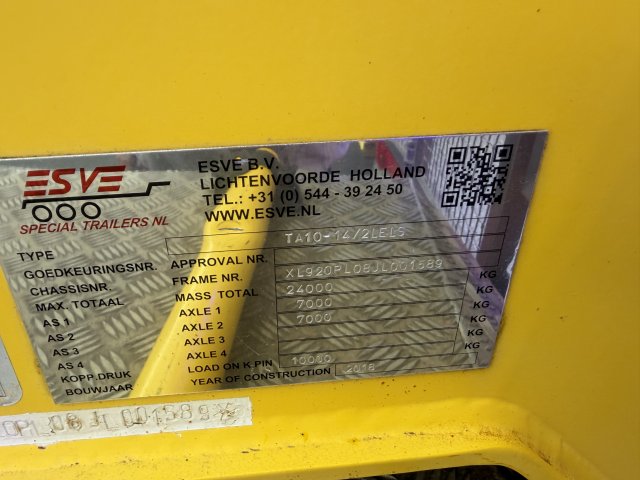 ESVE
SPECIAL TRAILERS NL
ESVE B.V.
LICHTENVOORDE HOLLAND
TEL.: +31 (0) 544 - 39 24 50
WWW.ESVE.NL
TYPE TA10-14/2LELS
GOEDKEURINGSNR. APPROVAL NR.
CHASSISNR. FRAME NR. XL920PL08JL001589
MAX. TOTAAL MASS TOTAL 24000 KG
AS 1 AXLE 1 7000 KG
AS 2 AXLE 2 7000 KG
AS 3 AXLE 3 KG
AS 4 AXLE 4 KG
KOPP.DRUK LOAD ON K.PIN 10000 KG
BOUWJAAR YEAR OF CONSTRUCTION 2018
0PL08JL001589